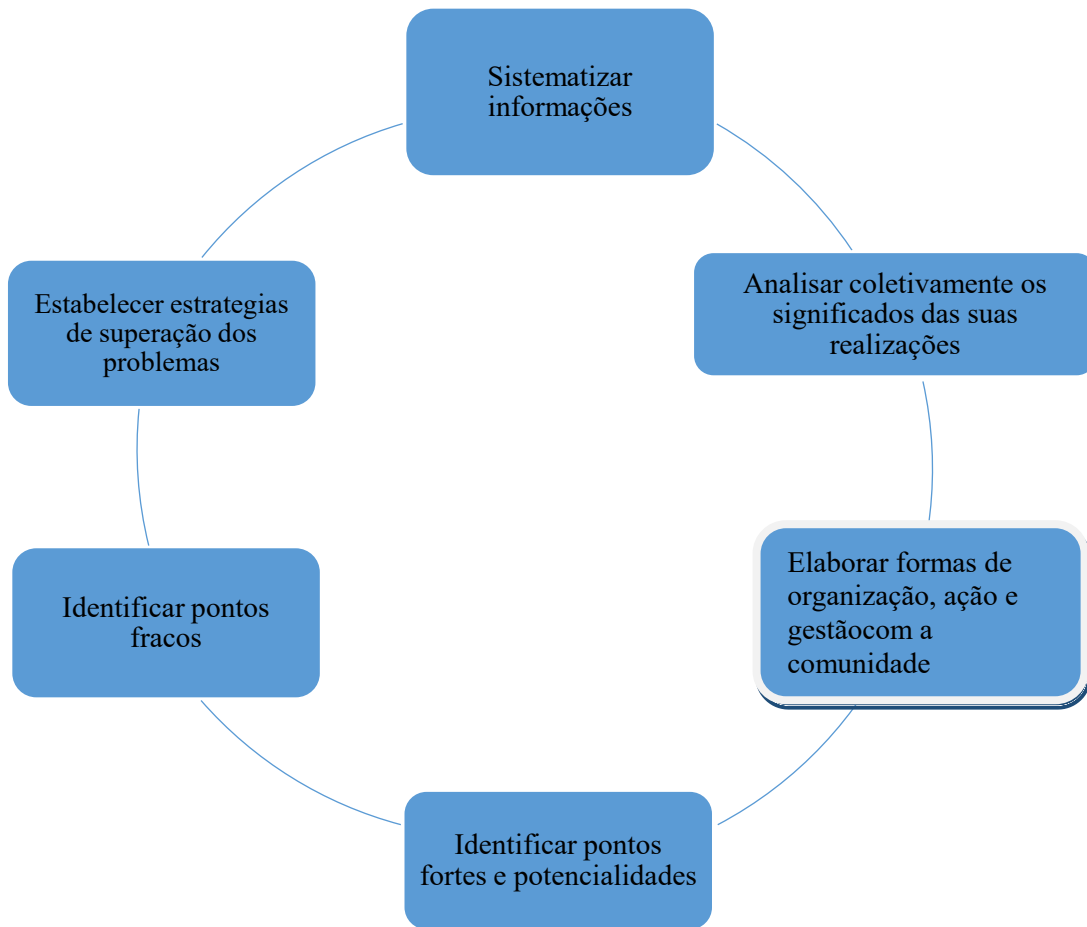 Sistematizar
informações
Analisar coletivamente os
significados das suas
realizações
Elaborar formas de
organização, ação e
gestãocom a
comunidade
Identificar pontos
fortes e potencialidades
Identificar pontos
fracos
Estabelecer estrategias
de superação dos
problemas